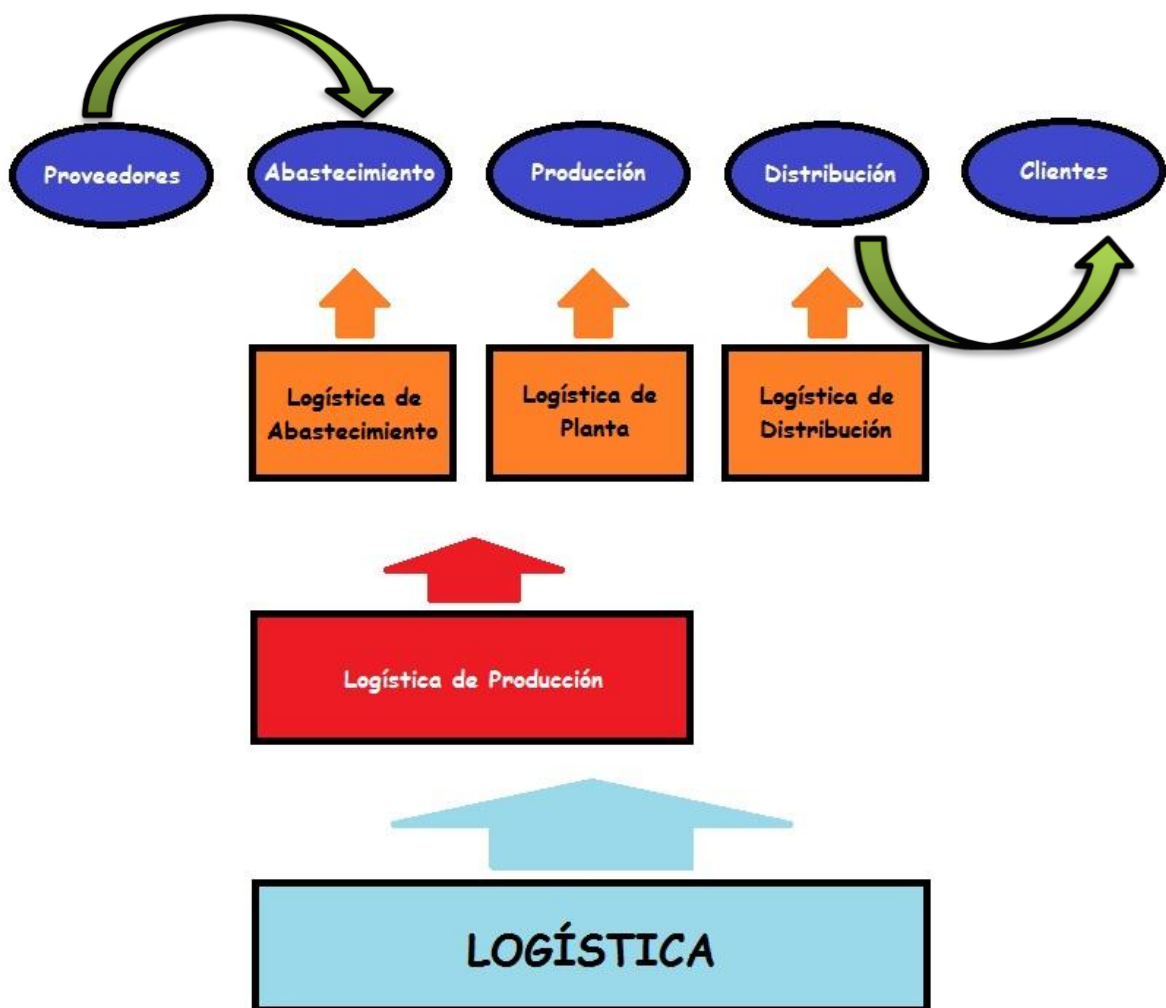 Proveedores
Abastecimiento
Producción
Distribución
Clientes
Logística de
Abastecimiento
Logística de
Planta
Logística de
Distribución
Logística de Producción
LOGÍSTICA